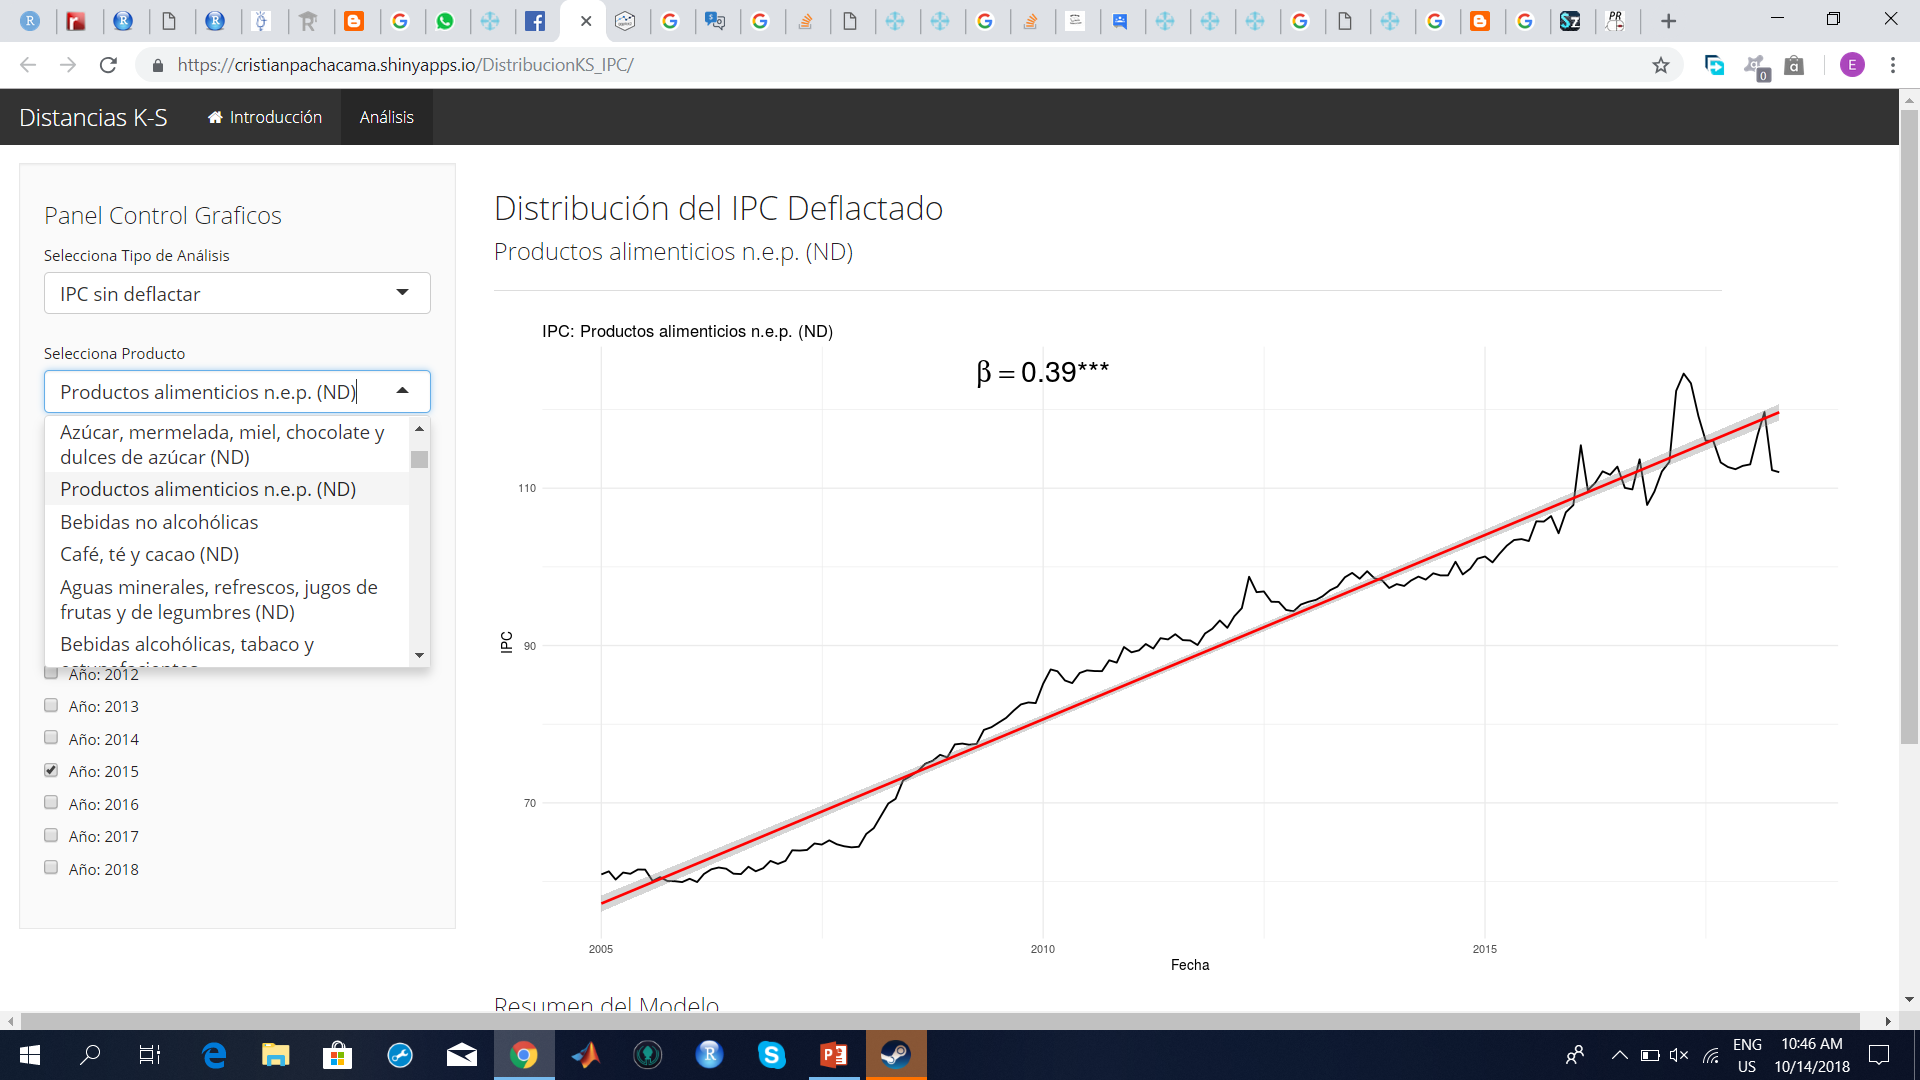 https://cristianpachacama.shinyapps.io/DistribucionKS_IPC/
0
E
Distancias K-S
Introducción
Análisis
Panel Control Graficos
Selecciona Tipo de Análisis
IPC sin deflactar
Selecciona Producto
Productos alimenticios n.e.p. (ND)
Azúcar, mermelada, miel, chocolate y
dulces de azúcar (ND)
Productos alimenticios n.e.p. (ND)
Bebidas no alcohólicas
Café, té y cacao (ND)
Aguas minerales, refrescos, jugos de
frutas y de legumbres (ND)
Bebidas alcohólicas, tabaco y
estupefacientes
Año: 2012
Año: 2013
Año: 2014
Año: 2015
Año: 2016
Año: 2017
Año: 2018
Distribución del IPC Deflactado
Productos alimenticios n.e.p. (ND)
IPC: Productos alimenticios n.e.p. (ND)
β = 0.39***
110
90
70
IPC
2005
2010
2015
Fecha
Resumen del Modelo
ENG
US
10:46 AM
10/14/2018